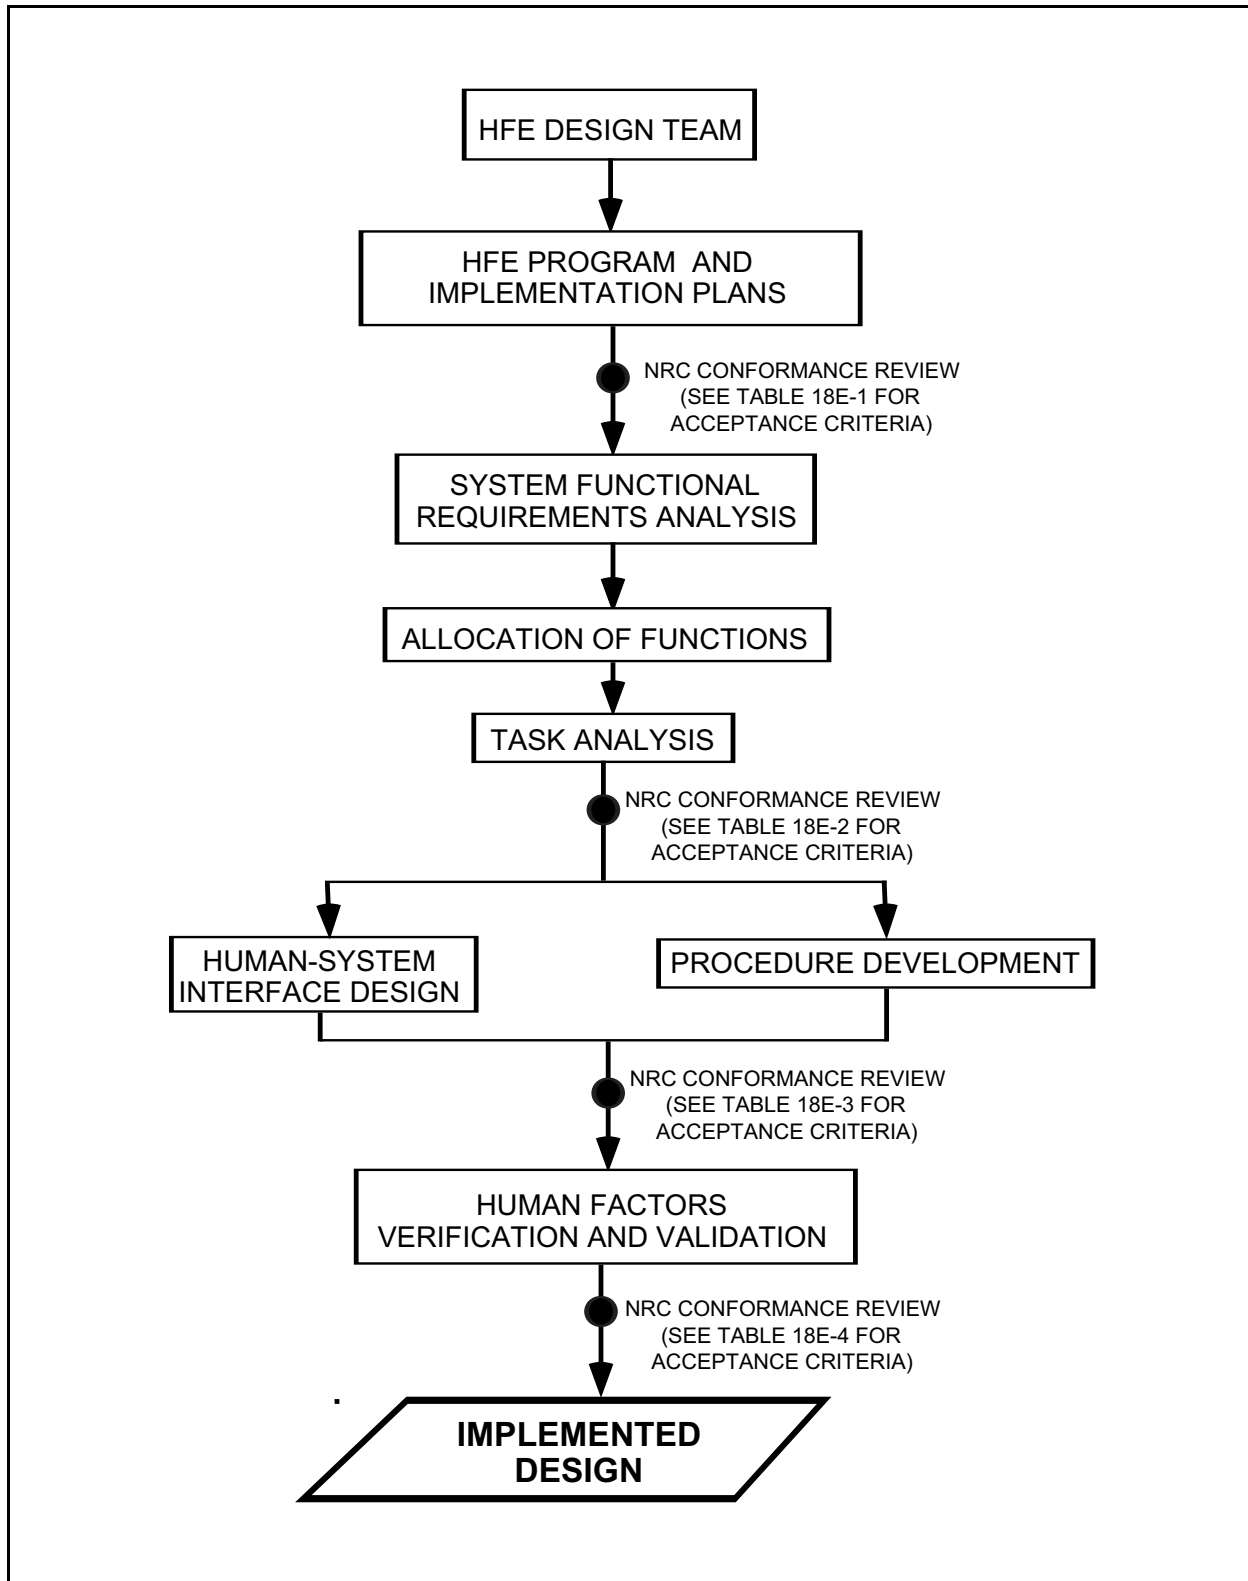 HFE DESIGN TEAM
HFE PROGRAM AND
IMPLEMENTATION PLANS
NRC CONFORMANCE REVIEW
(SEE TABLE 18E-1 FOR
ACCEPTANCE CRITERIA)
SYSTEM FUNCTIONAL
REQUIREMENTS ANALYSIS
ALLOCATION OF FUNCTIONS
TASK ANALYSIS
NRC CONFORMANCE REVIEW
(SEE TABLE 18E-2 FOR
ACCEPTANCE CRITERIA)
HUMAN-SYSTEM
INTERFACE DESIGN
PROCEDURE DEVELOPMENT
NRC CONFORMANCE REVIEW
(SEE TABLE 18E-3 FOR
ACCEPTANCE CRITERIA)
HUMAN FACTORS
VERIFICATION AND VALIDATION
NRC CONFORMANCE REVIEW
(SEE TABLE 18E-4 FOR
ACCEPTANCE CRITERIA)
IMPLEMENTED
DESIGN